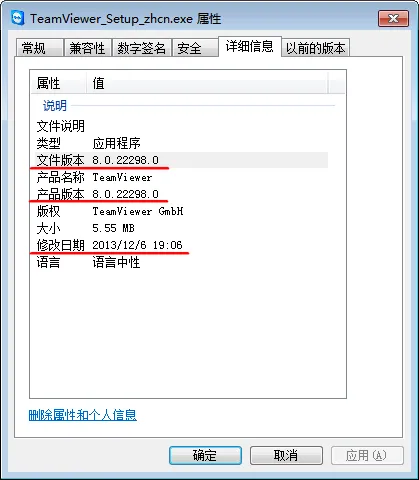 TeamViewer_Setup_zhcn.exe 属性
常规 兼容性 数字签名 安全 详细信息 以前的版本
属性 值
说明
文件说明
类型 应用程序
文件版本 8.0.22298.0
产品名称 TeamViewer
产品版本 8.0.22298.0
版权 TeamViewer GmbH
大小 5.55 MB
修改日期 2013/12/6 19:06
语言 语言中性
删除属性和个人信息
确定 取消 应用(A)